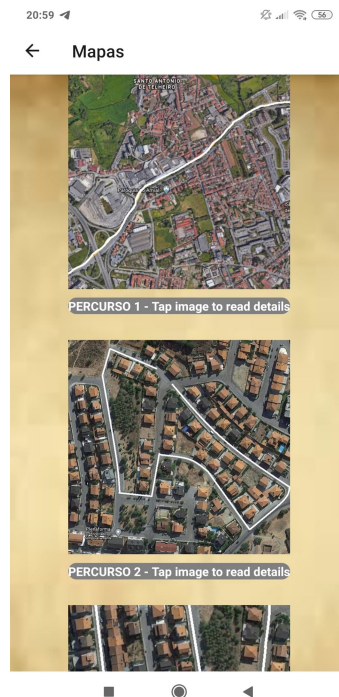 20:59
56
Mapas
SANTO ANTÓNIO
DE TELHEIRO
PERCURSO 1 - Tap image to read details
PERCURSO 2 - Tap image to read details